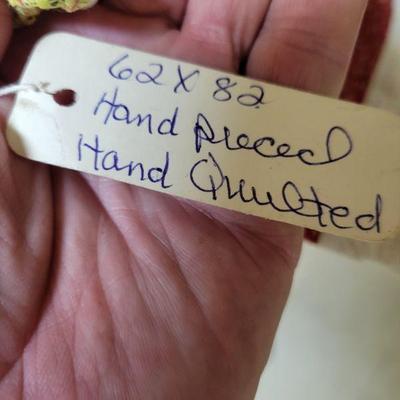 62 X 82
Hand pieced
Hand Quilted